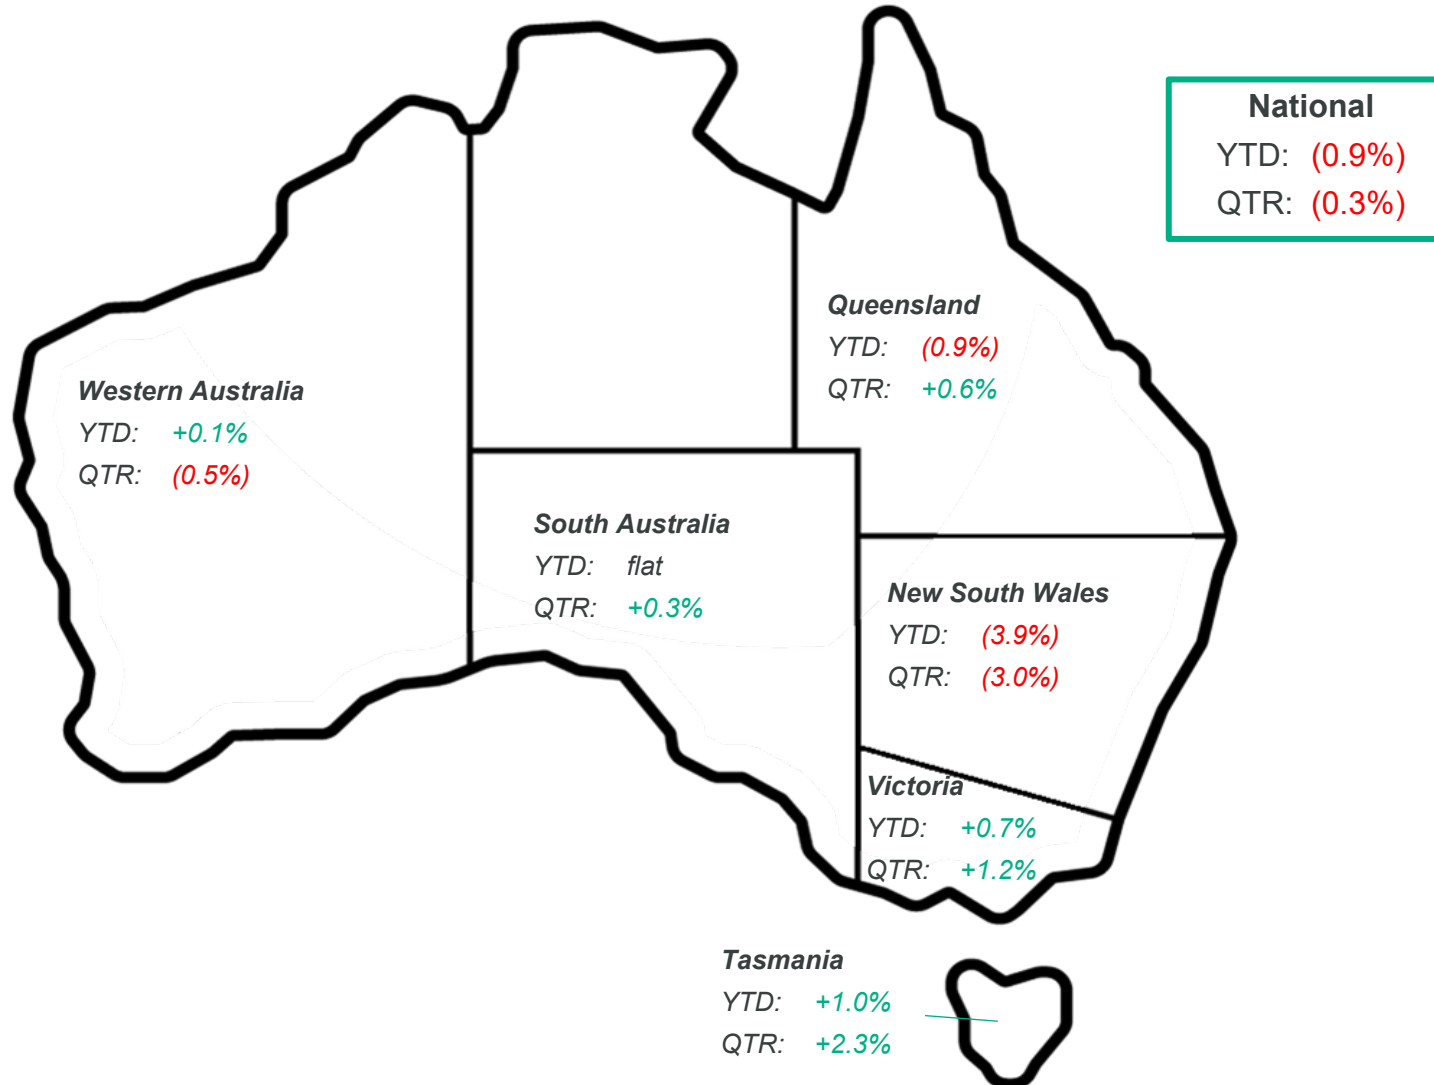 National
YTD: (0.9%)
QTR: (0.3%)
Queensland
YTD: (0.9%)
QTR: +0.6%
Western Australia
YTD: +0.1%
QTR: (0.5%)
South Australia
YTD: flat
QTR: +0.3%
New South Wales
YTD: (3.9%)
QTR: (3.0%)
Victoria
YTD: +0.7%
QTR: +1.2%
Tasmania
YTD: +1.0%
QTR: +2.3%